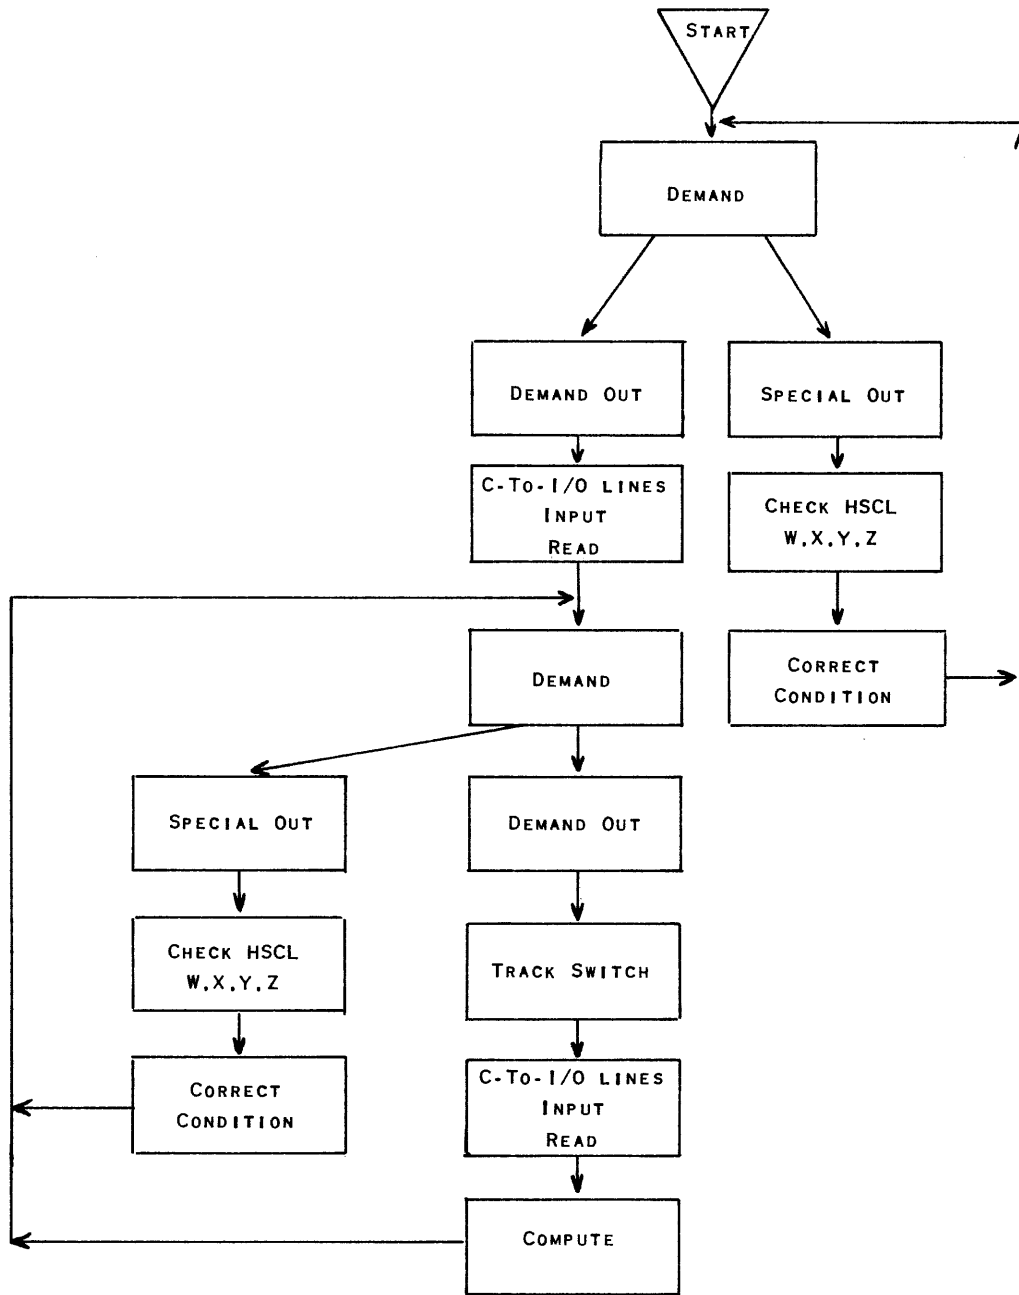 START
DEMAND
DEMAND OUT
SPECIAL OUT
C-TO-I/O LINES
INPUT
READ
CHECK HSCL
W,X,Y,Z
DEMAND
CORRECT
CONDITION
SPECIAL OUT
DEMAND OUT
CHECK HSCL
W,X,Y,Z
TRACK SWITCH
C-TO-I/O LINES
INPUT
READ
CORRECT
CONDITION
COMPUTE